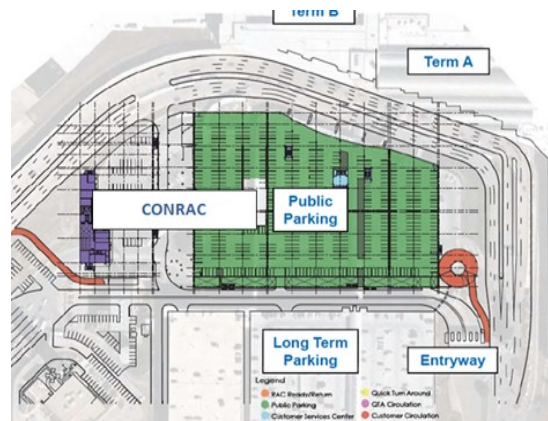 Term B
Term A
CONRAC
Public
Parking
Long Term
Parking
Entryway
Legend
RAC Ready/Return
Public Parking
Customer Services Center
Quick Turn Around
GTA Circulation
Customer Circulation